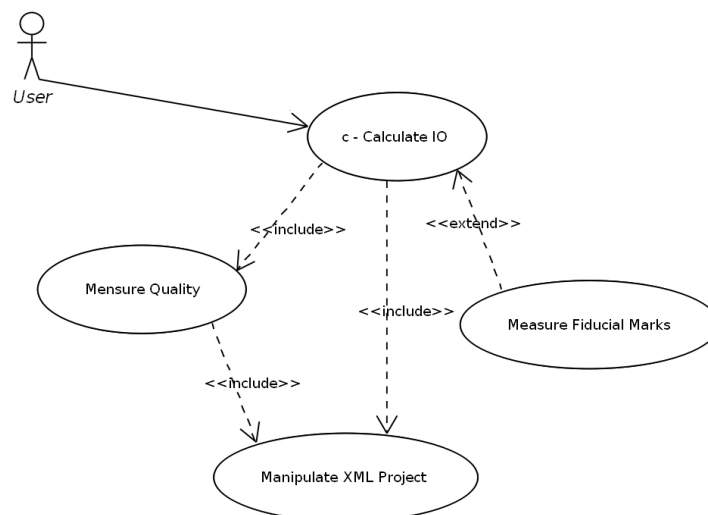 User
c - Calculate IO
<<extend>>
<<include>>
Mensure Quality
<<include>>
Measure Fiducial Marks
<<include>>
Manipulate XML Project